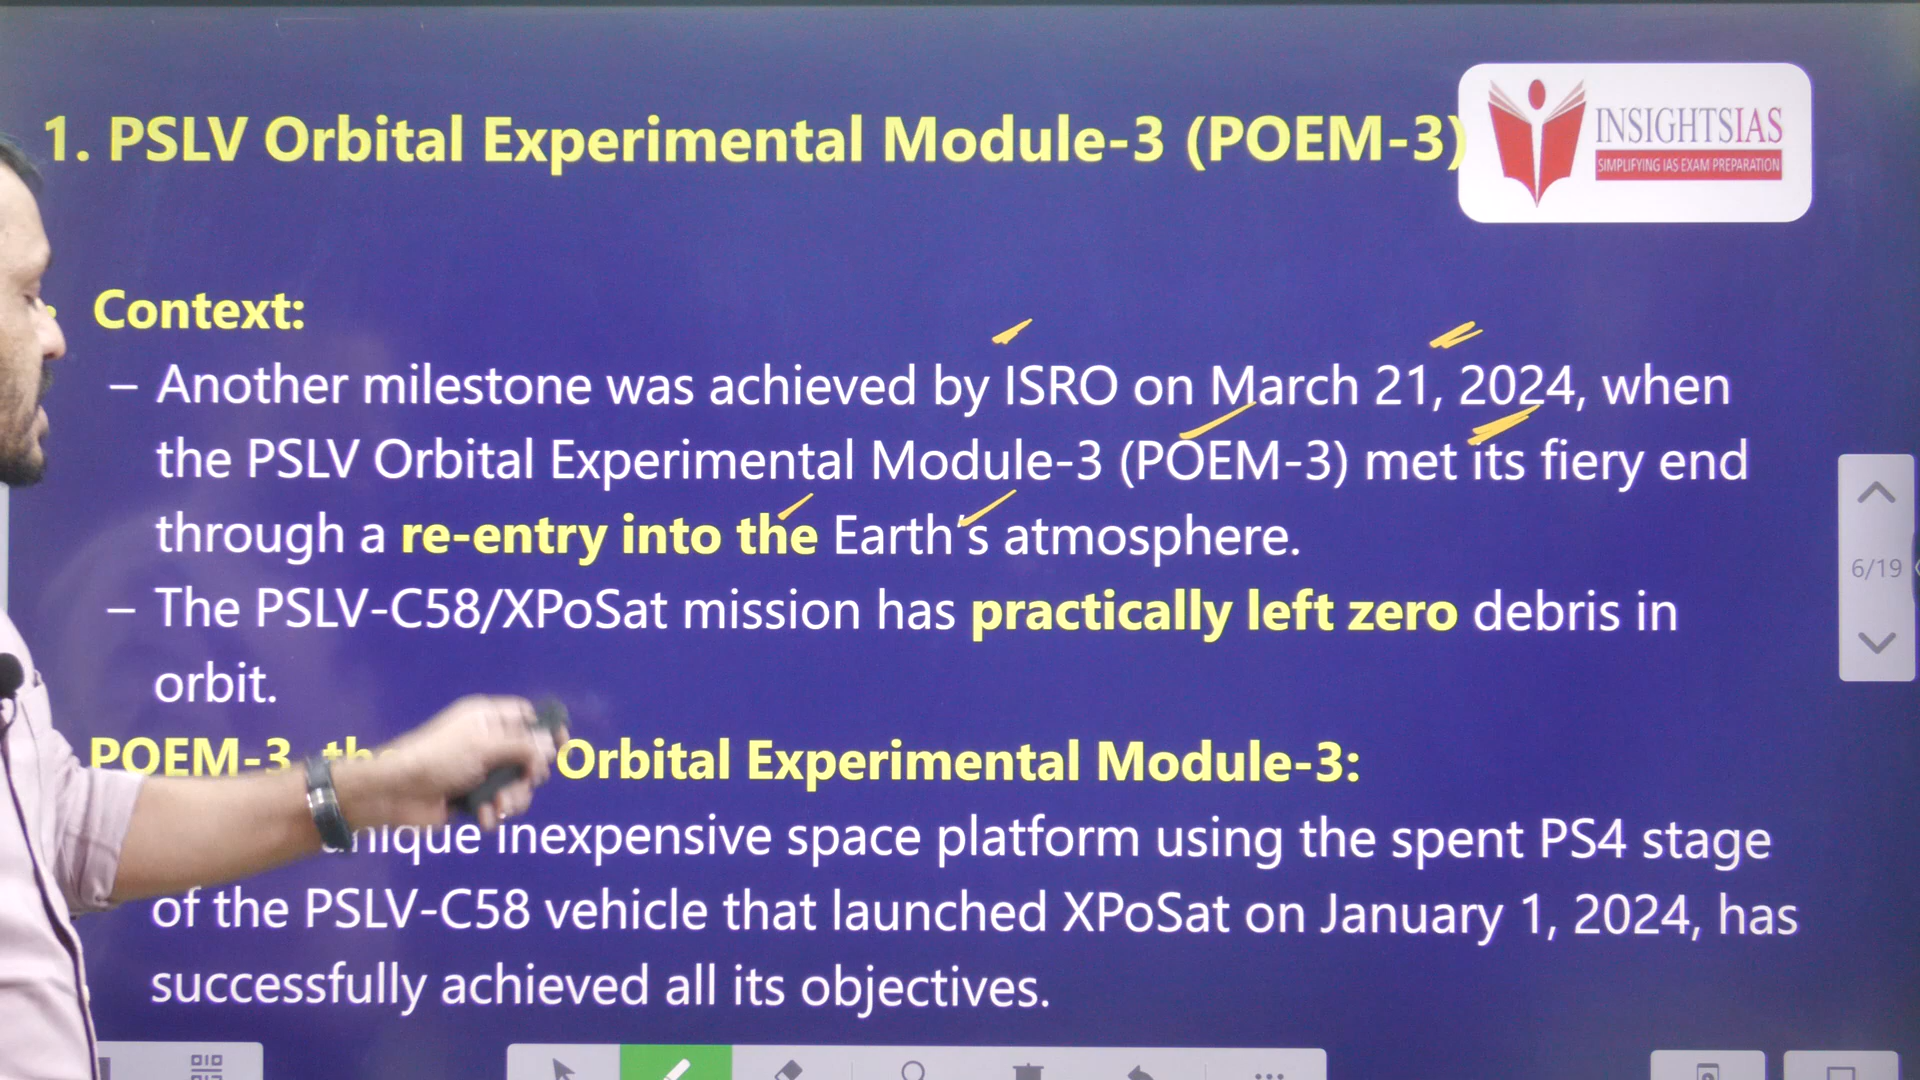 1. PSLV Orbital Experimental Module-3 (POEM-3)
INSIGHTSIAS
SIMPLIFYING IAS EXAM PREPARATION
Context:
– Another milestone was achieved by ISRO on March 21, 2024, when
the PSLV Orbital Experimental Module-3 (POEM-3) met its fiery end
through a re-entry into the Earth's atmosphere.
– The PSLV-C58/XPoSat mission has practically left zero debris in
orbit.
6/19
POEM-3, Orbital Experimental Module-3:
inexpensive space platform using the spent PS4 stage
of the PSLV-C58 vehicle that launched XPoSat on January 1, 2024, has
successfully achieved all its objectives.